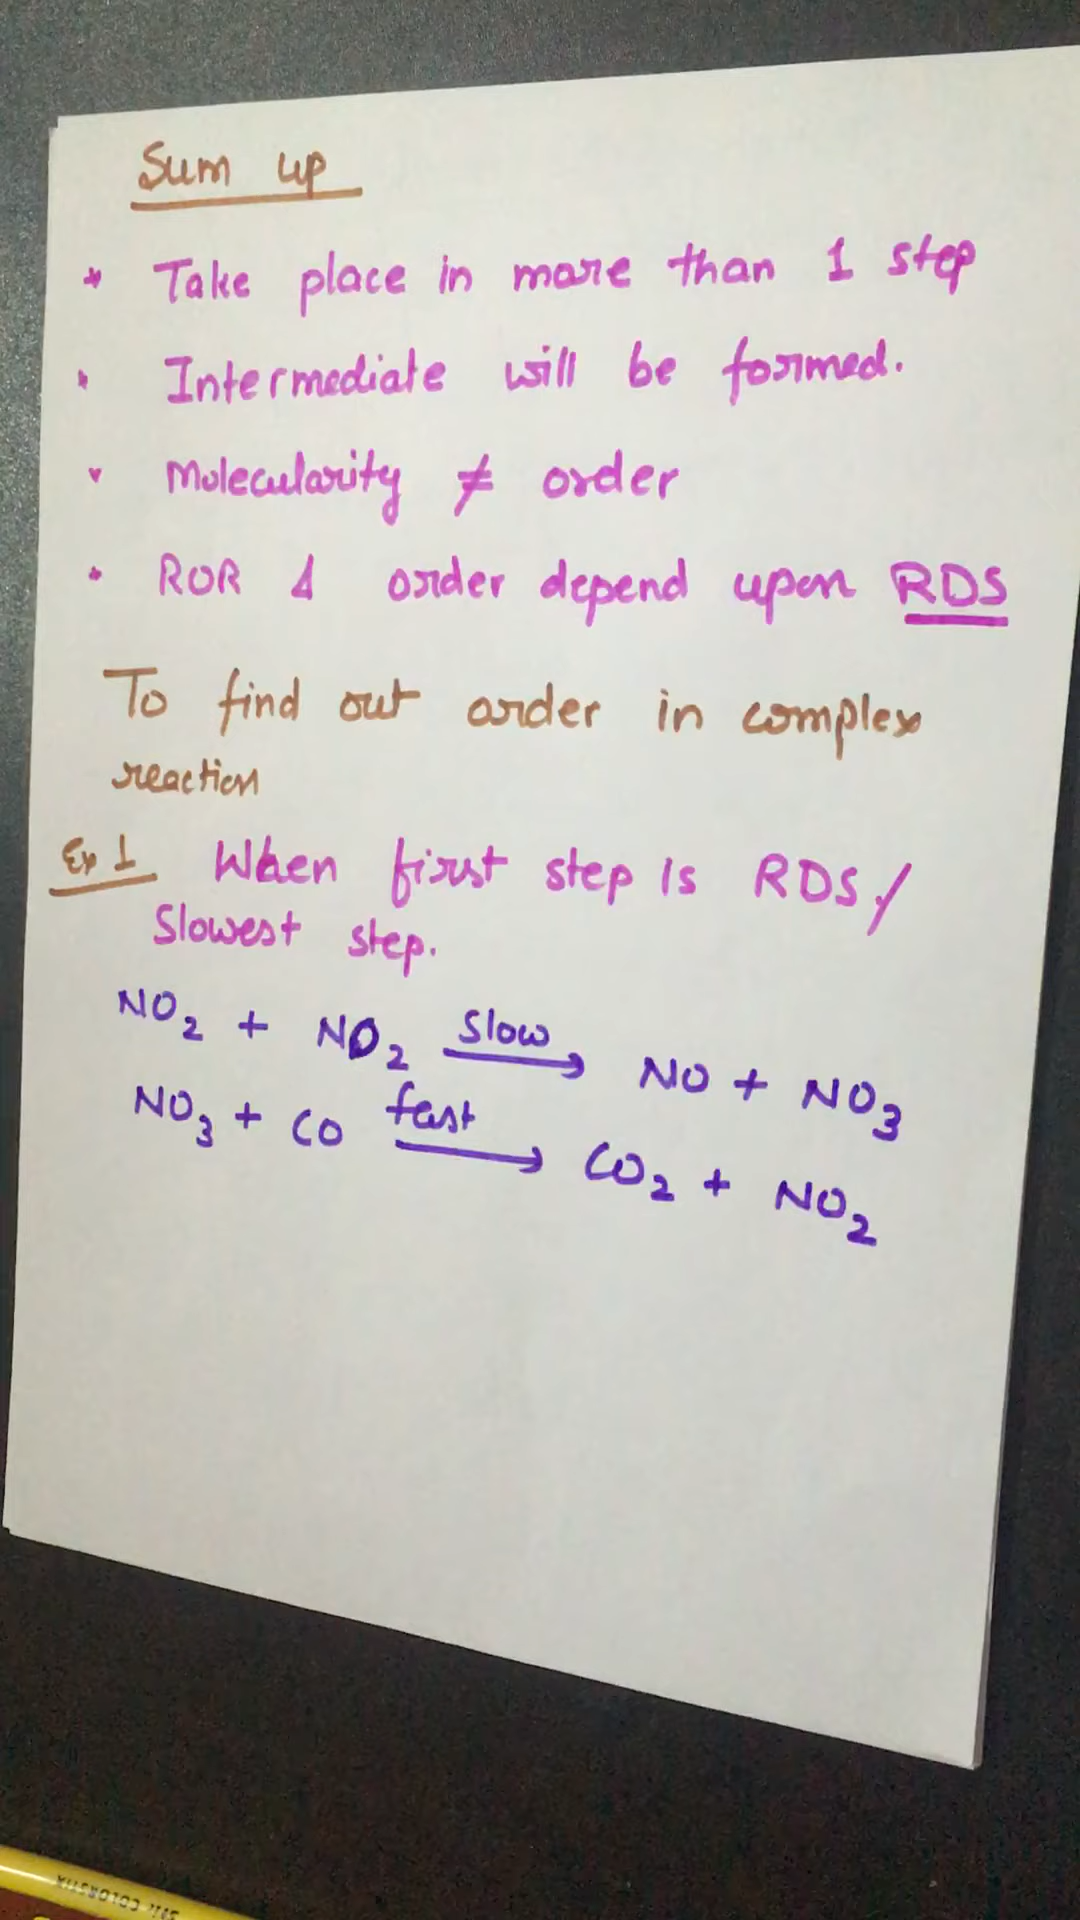 Sum up
* Take place in more than 1 step
* Intermediate will be formed.
* Molecularity ≠ order
* ROR & order depend upon RDS
To find out order in complex
reaction
Ex 1 When first step is RDS/
Slowest step.
NO₂ + NO₂ slow → NO + NO₃
NO₃ + CO fast → CO₂ + NO₂
COLORSTIX